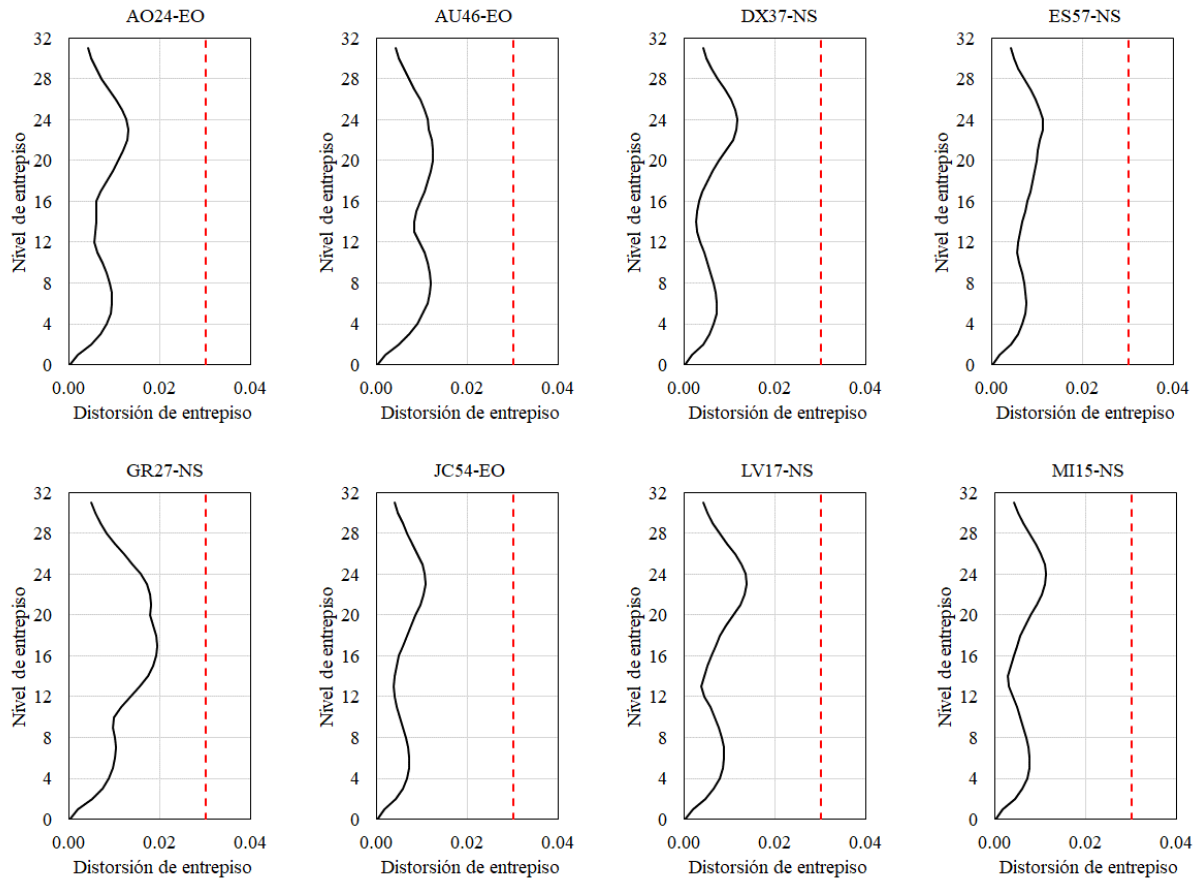 AO24-EO
AU46-EO
DX37-NS
ES57-NS
32
28
24
20
16
12
8
4
0
Nivel de entrepiso
0.00 0.02 0.04
Distorsión de entrepiso
32
28
24
20
16
12
8
4
0
Nivel de entrepiso
0.00 0.02 0.04
Distorsión de entrepiso
32
28
24
20
16
12
8
4
0
Nivel de entrepiso
0.00 0.02 0.04
Distorsión de entrepiso
32
28
24
20
16
12
8
4
0
Nivel de entrepiso
0.00 0.02 0.04
Distorsión de entrepiso
GR27-NS
JC54-EO
LV17-NS
MI15-NS
32
28
24
20
16
12
8
4
0
Nivel de entrepiso
0.00 0.02 0.04
Distorsión de entrepiso
32
28
24
20
16
12
8
4
0
Nivel de entrepiso
0.00 0.02 0.04
Distorsión de entrepiso
32
28
24
20
16
12
8
4
0
Nivel de entrepiso
0.00 0.02 0.04
Distorsión de entrepiso
32
28
24
20
16
12
8
4
0
Nivel de entrepiso
0.00 0.02 0.04
Distorsión de entrepiso